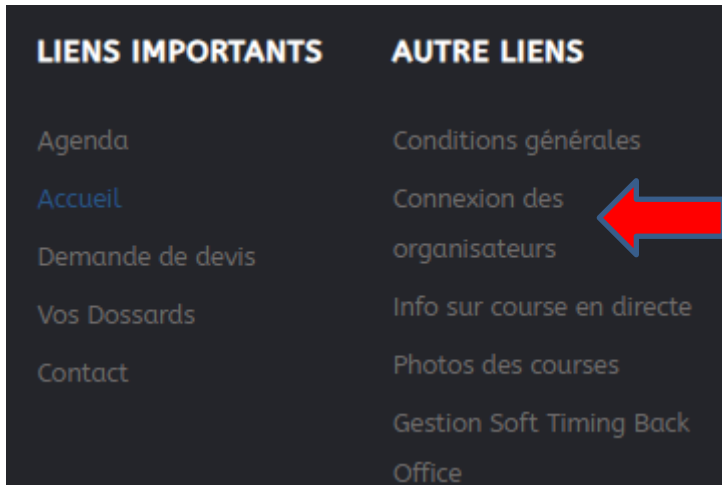 LIENS IMPORTANTS
Agenda
Accueil
Demande de devis
Vos Dossards
Contact
AUTRE LIENS
Conditions générales
Connexion des
organisateurs
Info sur course en directe
Photos des courses
Gestion Soft Timing Back
Office